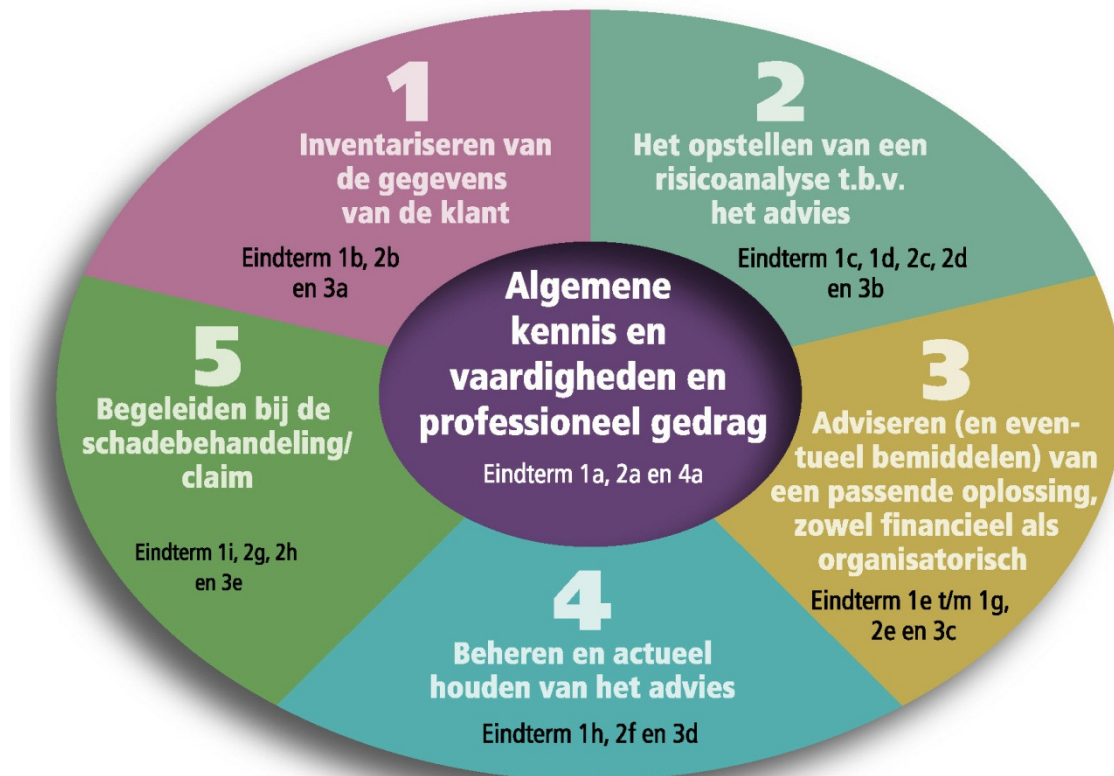 1
Inventariseren van
de gegevens
van de klant
Eindterm 1b, 2b
en 3a
2
Het opstellen van een
risicoanalyse t.b.v.
het advies
Eindterm 1c, 1d, 2c, 2d
en 3b
Algemene
kennis en
vaardigheden en
professioneel gedrag
Eindterm 1a, 2a en 4a
3
Adviseren (en even-
tueel bemiddelen) van
een passende oplossing,
zowel financieel als
organisatorisch
Eindterm 1e t/m 1g,
2e en 3c
4
Beheren en actueel
houden van het advies
Eindterm 1h, 2f en 3d
5
Begeleiden bij de
schadebehandeling/
claim
Eindterm 1i, 2g, 2h
en 3e